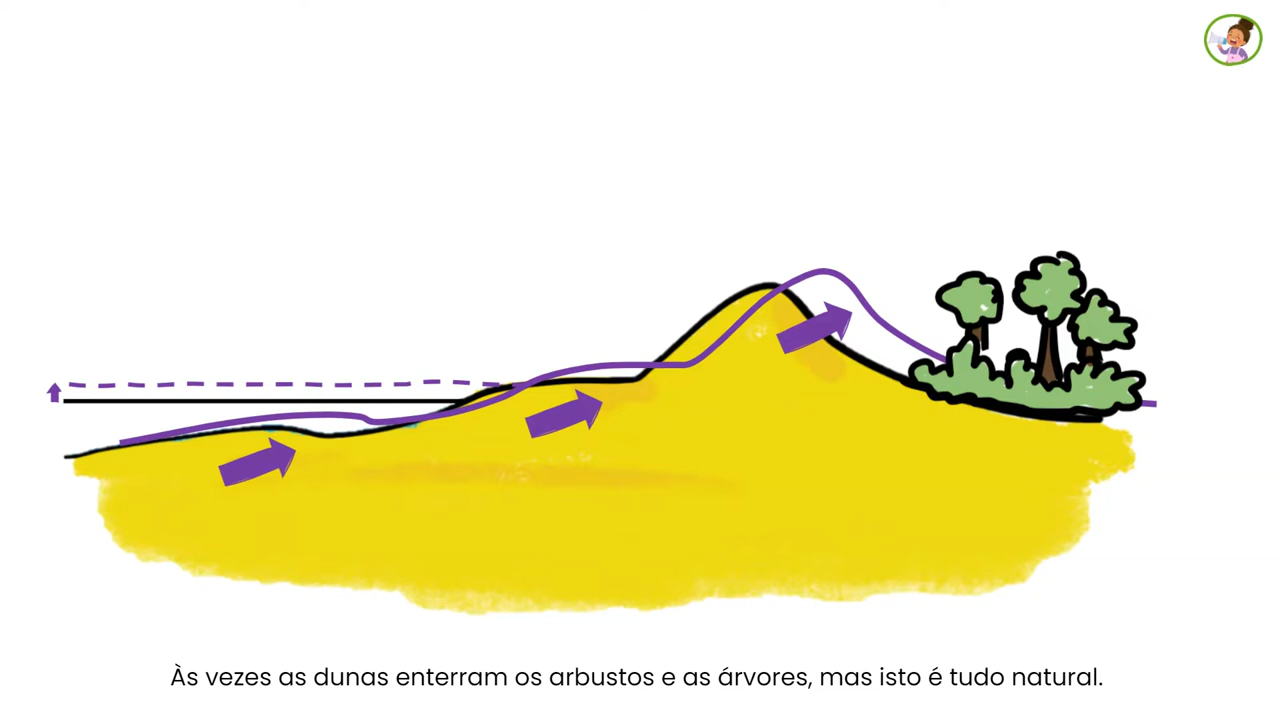 Às vezes as dunas enterram os arbustos e as árvores, mas isto é tudo natural.